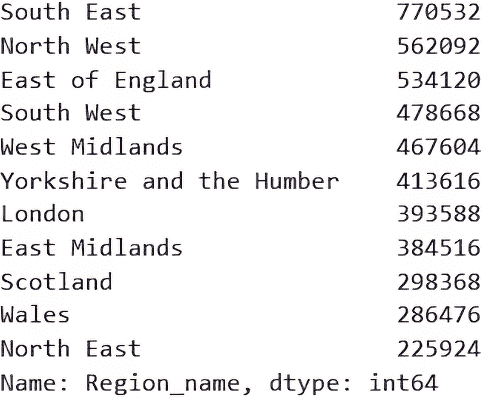 South East 770532
North West 562092
East of England 534120
South West 478668
West Midlands 467604
Yorkshire and the Humber 413616
London 393588
East Midlands 384516
Scotland 298368
Wales 286476
North East 225924
Name: Region_name, dtype: int64